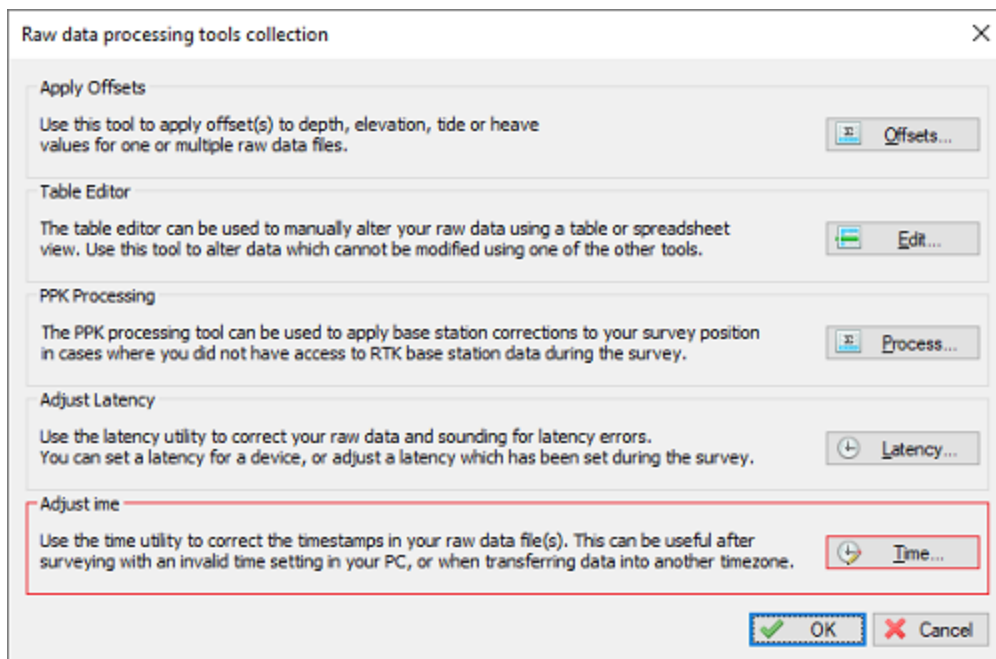 Raw data processing tools collection
Apply Offsets
Use this tool to apply offset(s) to depth, elevation, tide or heave
values for one or multiple raw data files.
Offsets...
Table Editor
The table editor can be used to manually alter your raw data using a table or spreadsheet
view. Use this tool to alter data which cannot be modified using one of the other tools.
Edit...
PPK Processing
The PPK processing tool can be used to apply base station corrections to your survey position
in cases where you did not have access to RTK base station data during the survey.
Process...
Adjust Latency
Use the latency utility to correct your raw data and sounding for latency errors.
You can set a latency for a device, or adjust a latency which has been set during the survey.
Latency...
Adjust ime
Use the time utility to correct the timestamps in your raw data file(s). This can be useful after
surveying with an invalid time setting in your PC, or when transferring data into another timezone.
Time...
OK
Cancel